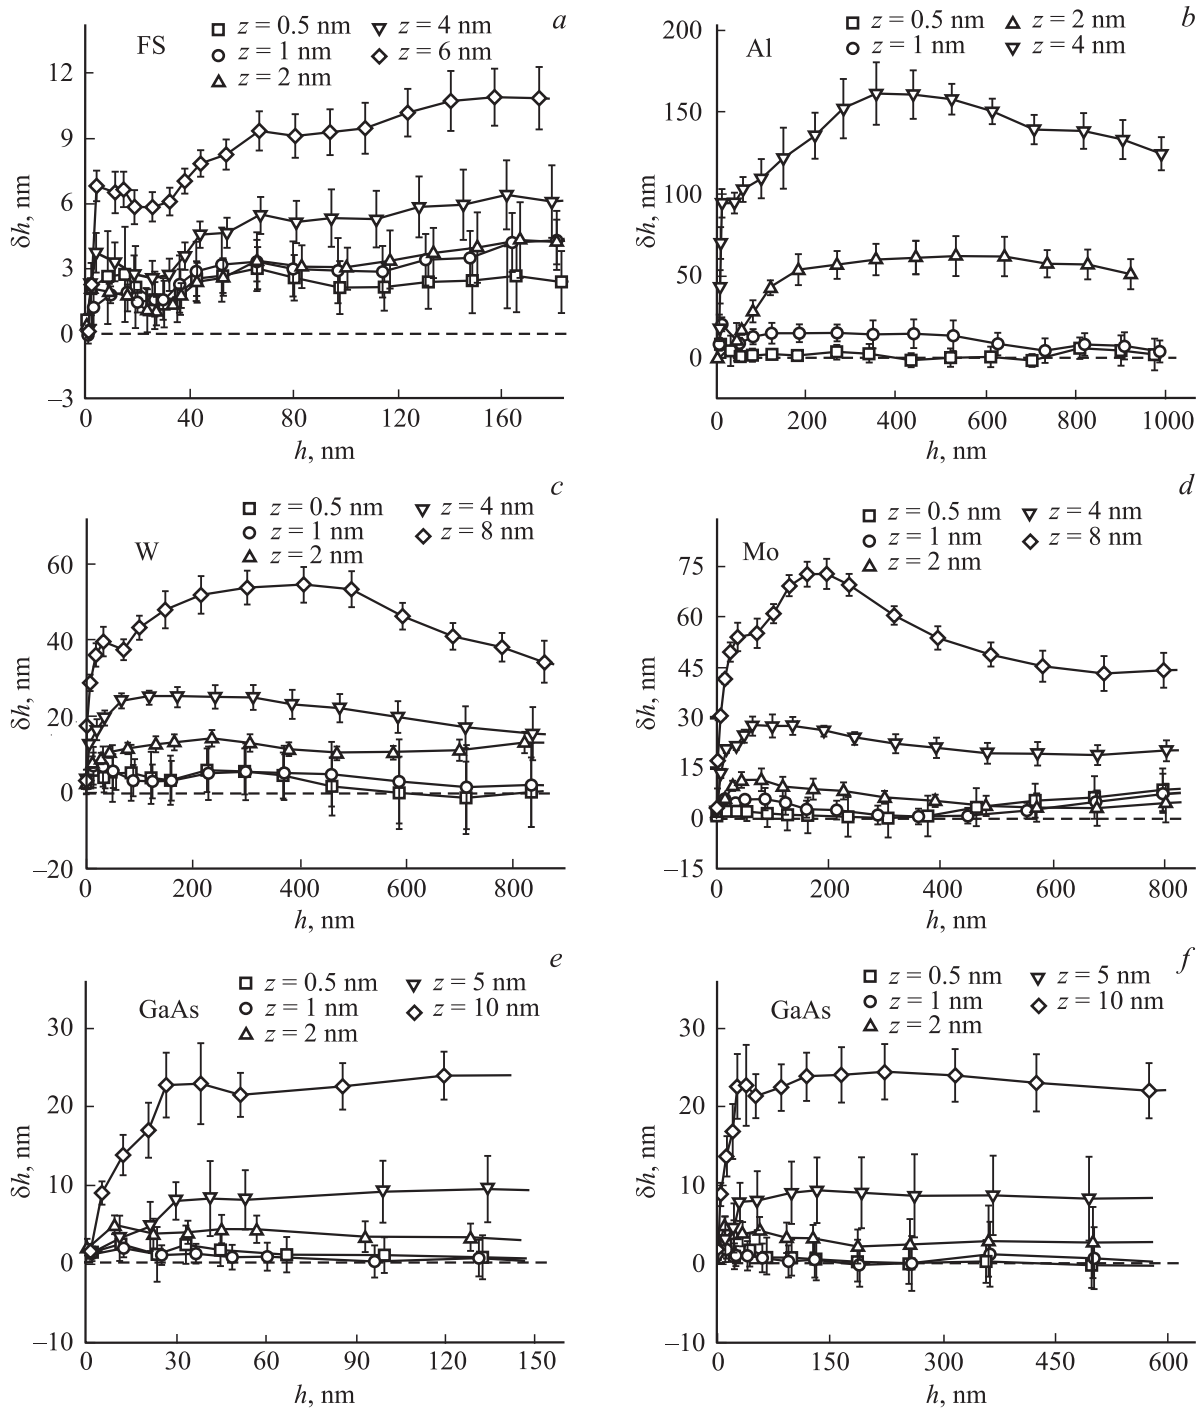 a
FS
z = 0.5 nm
z = 1 nm
z = 2 nm
z = 4 nm
z = 6 nm
12
9
6
3
0
–3
δh, nm
0 40 80 120 160
h, nm
b
Al
z = 0.5 nm
z = 1 nm
z = 2 nm
z = 4 nm
200
150
100
50
0
δh, nm
0 200 400 600 800 1000
h, nm
c
W
z = 0.5 nm
z = 1 nm
z = 2 nm
z = 4 nm
z = 8 nm
60
40
20
0
–20
δh, nm
0 200 400 600 800
h, nm
d
Mo
z = 0.5 nm
z = 1 nm
z = 2 nm
z = 4 nm
z = 8 nm
75
60
45
30
15
0
–15
δh, nm
0 200 400 600 800
h, nm
e
GaAs
z = 0.5 nm
z = 1 nm
z = 2 nm
z = 5 nm
z = 10 nm
30
20
10
0
–10
δh, nm
0 30 60 90 120 150
h, nm
f
GaAs
z = 0.5 nm
z = 1 nm
z = 2 nm
z = 5 nm
z = 10 nm
30
20
10
0
–10
δh, nm
0 150 300 450 600
h, nm